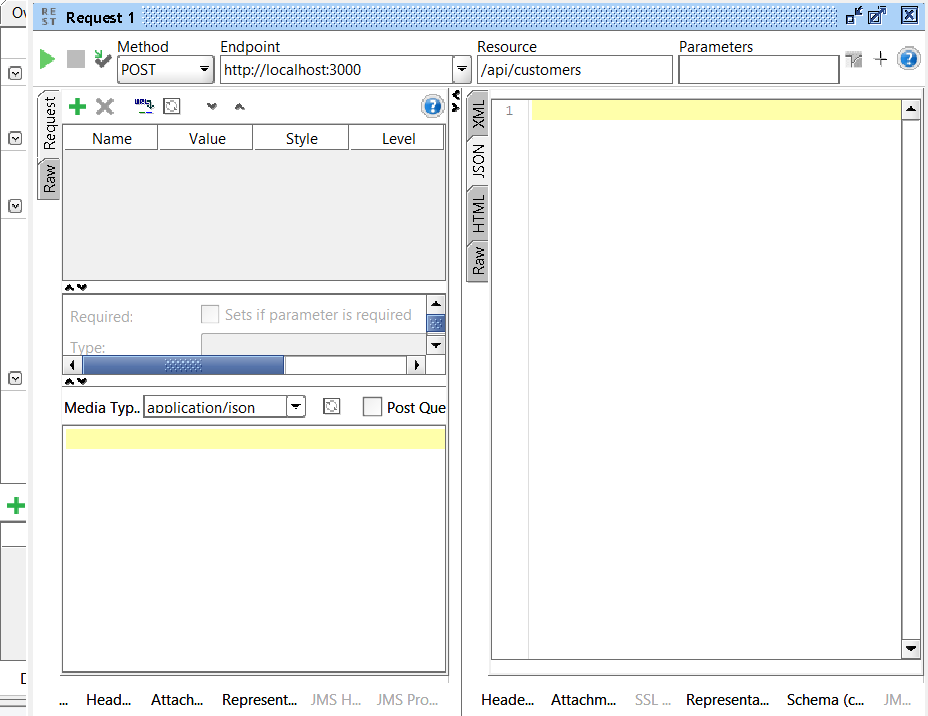 Ov
RE
ST
Request 1
Method
Endpoint
Resource
Parameters
POST
http://localhost:3000
/api/customers
Request
Raw
Name
Value
Style
Level
Required:
Sets if parameter is required
Type:
Media Typ..
application/json
Post Que
XML
JSON
HTML
Raw
1
... Head... Attach... Represent... JMS H... JMS Pro...
Heade... Attachm... SSL ... Representa... Schema (c... JM...